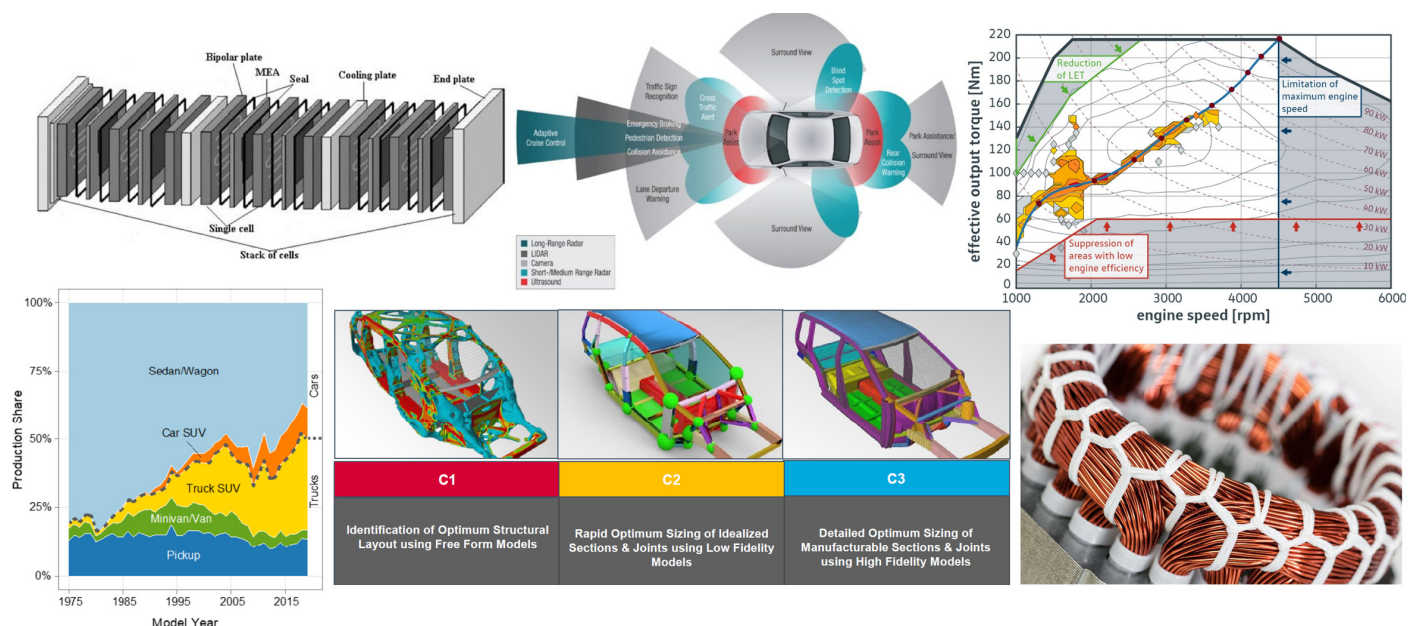 Bipolar plate
MEA
Seal
Cooling plate
End plate
Single cell
Stack of cells
Surround View
Blind
Spot
Detection
Traffic Sign
Recognition
Cross
Traffic
Alert
Adaptive
Cruise Control
Emergency Braking
Pedestrian Detection
Collision Avoidance
Park
Assist
Park
Assist
Park Assistance/
Surround View
Rear
Collision
Warning
Lane Departure
Warning
Surround View
Long-Range Radar
LIDAR
Camera
Short-/Medium Range Radar
Ultrasound
effective output torque [Nm]
220
200
180
160
140
120
100
80
60
40
20
0
Reduction
of LET
Limitation of
maximum engine
speed
90 kW
80 kW
70 kW
60 kW
50 kW
40 kW
30 kW
20 kW
10 kW
Suppression of
areas with low
engine efficiency
1000 2000 3000 4000 5000 6000
engine speed [rpm]
Production Share
100%
75%
50%
25%
0%
Sedan/Wagon
Car SUV
Truck SUV
Minivan/Van
Pickup
Cars
Trucks
1975 1985 1995 2005 2015
Model Year
C1
C2
C3
Identification of Optimum Structural
Layout using Free Form Models
Rapid Optimum Sizing of Idealized
Sections & Joints using Low Fidelity
Models
Detailed Optimum Sizing of
Manufacturable Sections & Joints
using High Fidelity Models